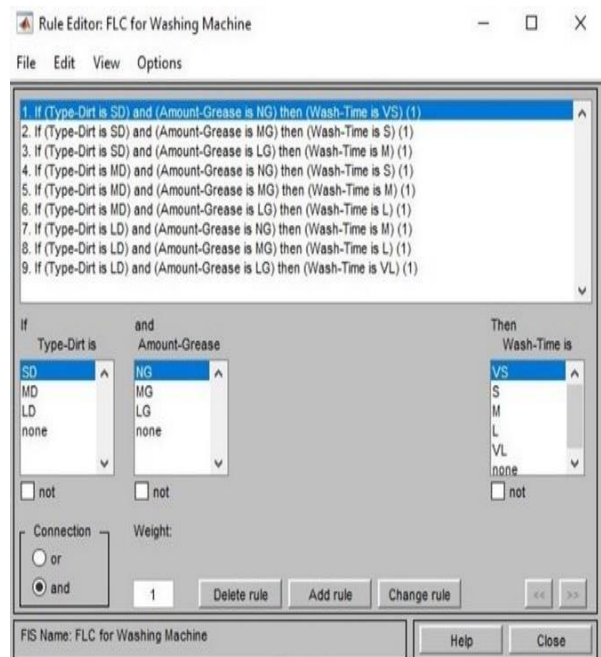 Rule Editor: FLC for Washing Machine
File Edit View Options
1. If (Type-Dirt is SD) and (Amount-Grease is NG) then (Wash-Time is VS) (1)
2. If (Type-Dirt is SD) and (Amount-Grease is MG) then (Wash-Time is S) (1)
3. If (Type-Dirt is SD) and (Amount-Grease is LG) then (Wash-Time is M) (1)
4. If (Type-Dirt is MD) and (Amount-Grease is NG) then (Wash-Time is S) (1)
5. If (Type-Dirt is MD) and (Amount-Grease is MG) then (Wash-Time is M) (1)
6. If (Type-Dirt is MD) and (Amount-Grease is LG) then (Wash-Time is L) (1)
7. If (Type-Dirt is LD) and (Amount-Grease is NG) then (Wash-Time is M) (1)
8. If (Type-Dirt is LD) and (Amount-Grease is MG) then (Wash-Time is L) (1)
9. If (Type-Dirt is LD) and (Amount-Grease is LG) then (Wash-Time is VL) (1)
If and Then
Type-Dirt is Amount-Grease Wash-Time is
SD NG VS
MD MG S
LD LG M
none none L
VL
none
not not not
Connection Weight:
or
and 1 Delete rule Add rule Change rule << >>
FIS Name: FLC for Washing Machine Help Close